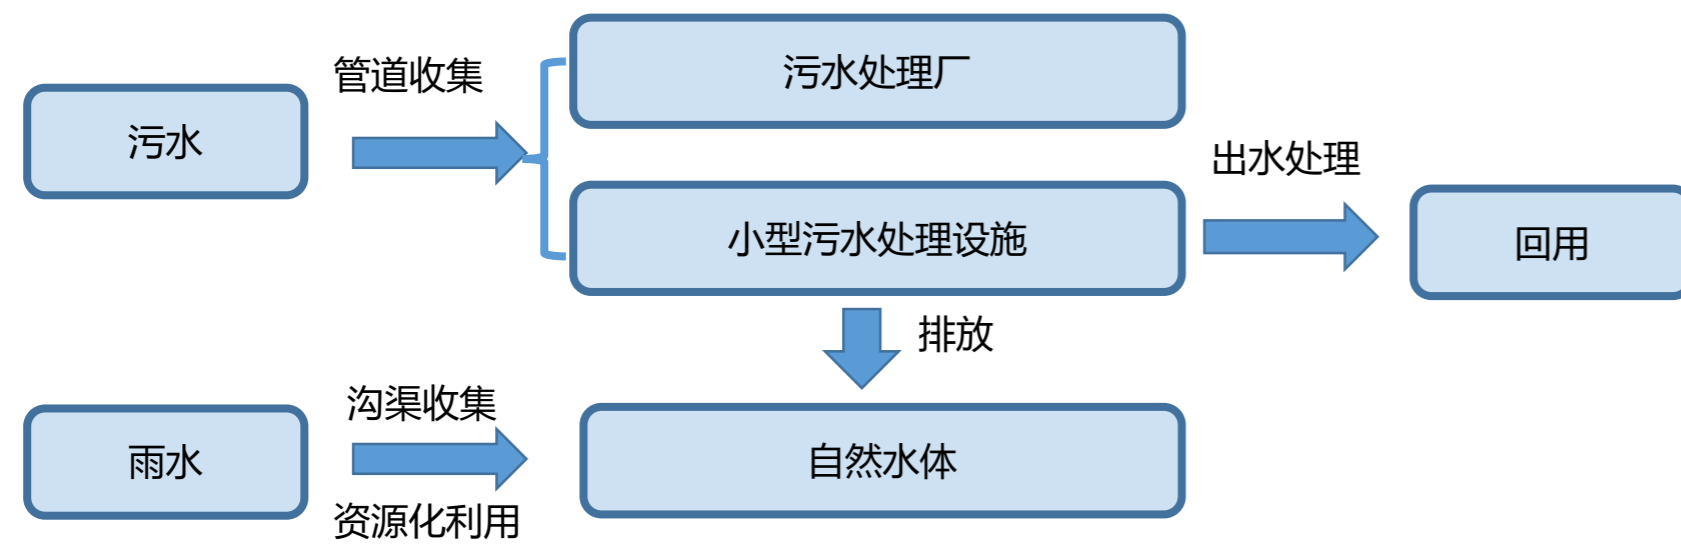 管道收集
污水处理厂
污水
出水处理
小型污水处理设施
回用
排放
沟渠收集
雨水
自然水体
资源化利用